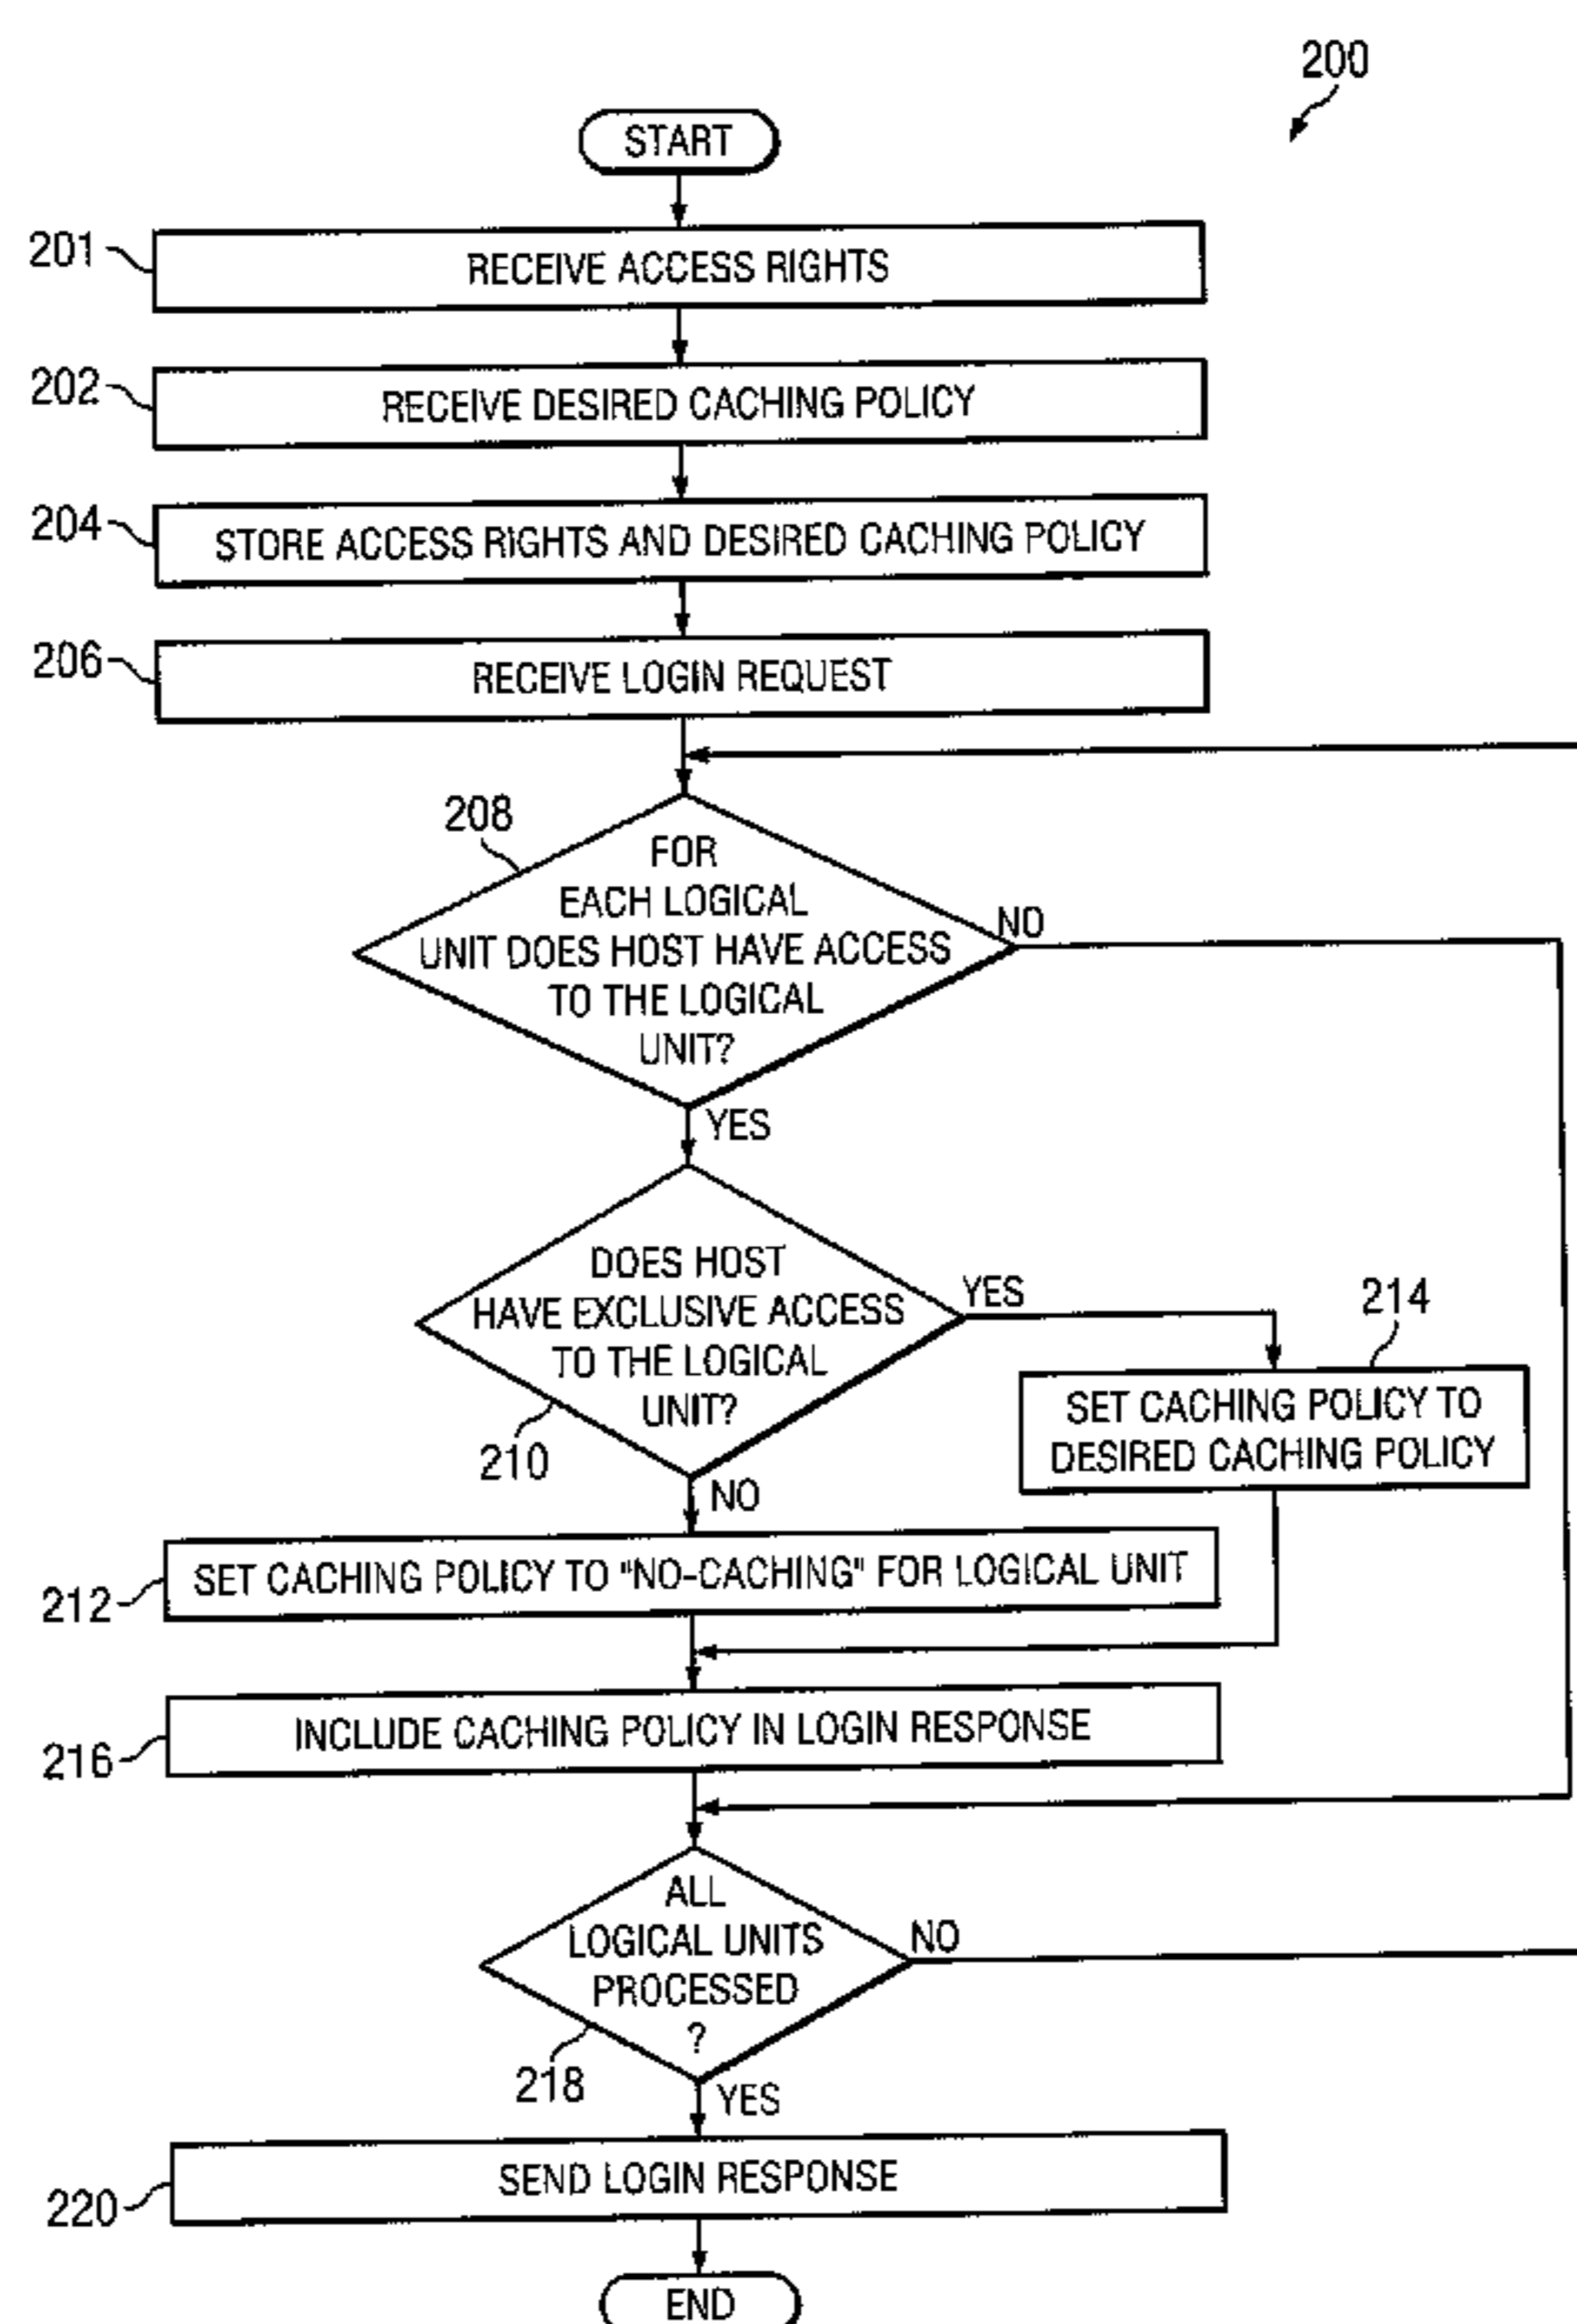 200
START
201
RECEIVE ACCESS RIGHTS
202
RECEIVE DESIRED CACHING POLICY
204
STORE ACCESS RIGHTS AND DESIRED CACHING POLICY
206
RECEIVE LOGIN REQUEST
208
FOR
EACH LOGICAL
UNIT DOES HOST HAVE ACCESS
TO THE LOGICAL
UNIT?
NO
YES
DOES HOST
HAVE EXCLUSIVE ACCESS
TO THE LOGICAL
UNIT?
210
YES
214
SET CACHING POLICY TO
DESIRED CACHING POLICY
NO
212
SET CACHING POLICY TO "NO-CACHING" FOR LOGICAL UNIT
216
INCLUDE CACHING POLICY IN LOGIN RESPONSE
ALL
LOGICAL UNITS
PROCESSED
?
NO
218
YES
220
SEND LOGIN RESPONSE
END